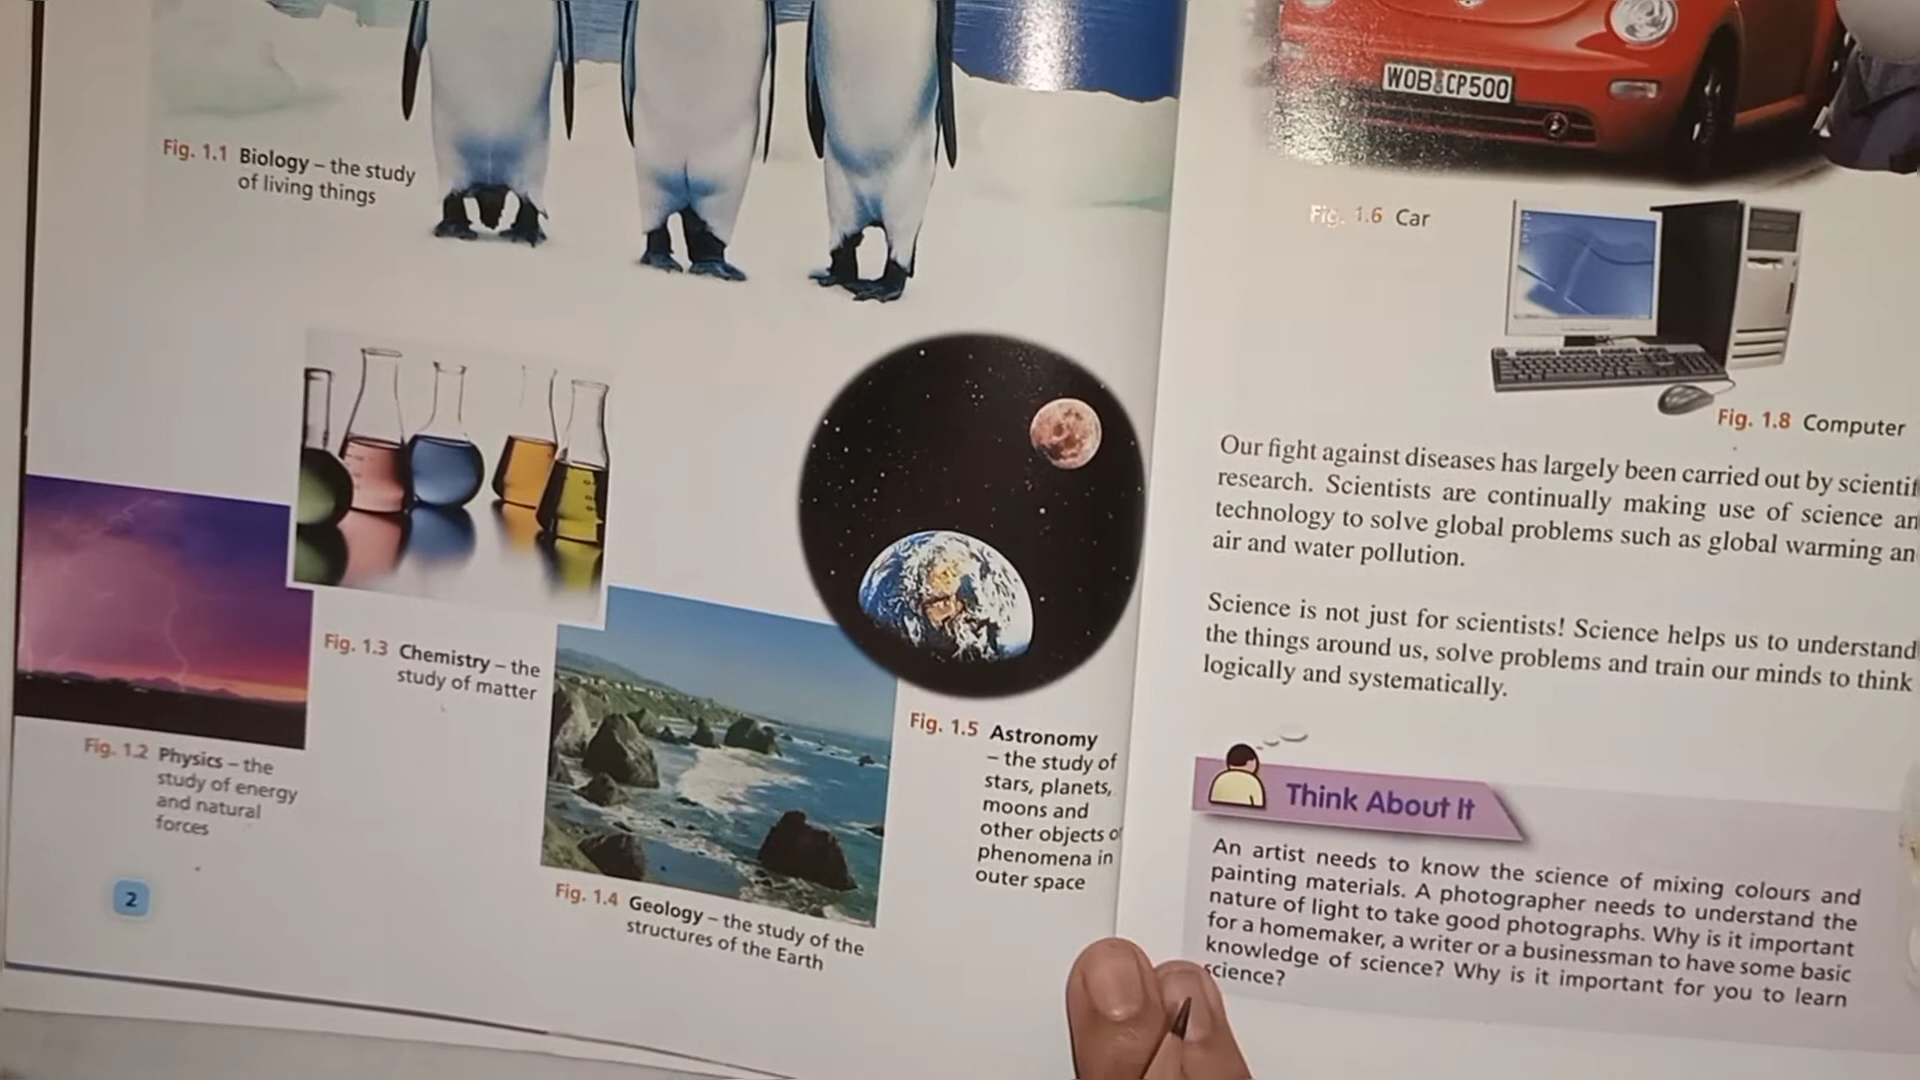 Fig. 1.1 Biology – the study
of living things
Fig. 1.3 Chemistry – the
study of matter
Fig. 1.2 Physics – the
study of energy
and natural
forces
Fig. 1.5 Astronomy
– the study of
stars, planets,
moons and
other objects
phenomena in
outer space
Fig. 1.4 Geology – the study of the
structures of the Earth
2
WOB CP500
Fig. 1.6 Car
Fig. 1.8 Computer
Our fight against diseases has largely been carried out by
research. Scientists are continually making use of science
technology to solve global problems such as global warming
air and water pollution.
Science is not just for scientists! Science helps us to understand
the things around us, solve problems and train our minds to think
logically and systematically.
Think About It
An artist needs to know the science of mixing colours and
painting materials. A photographer needs to understand the
nature of light to take good photographs. Why is it important
for a homemaker, a writer or a businessman to have some basic
knowledge of science? Why is it important for you to learn
science?